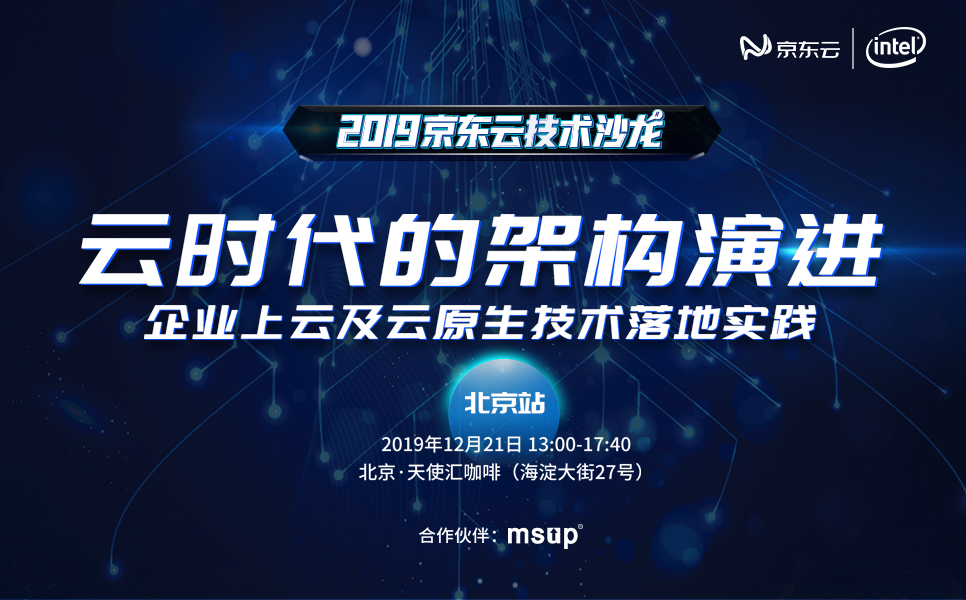 京东云 intel
2019京东云技术沙龙
云时代的架构演进
企业上云及云原生技术落地实践
北京站
2019年12月21日 13:00-17:40
北京·天使汇咖啡（海淀大街27号）
合作伙伴：msup®